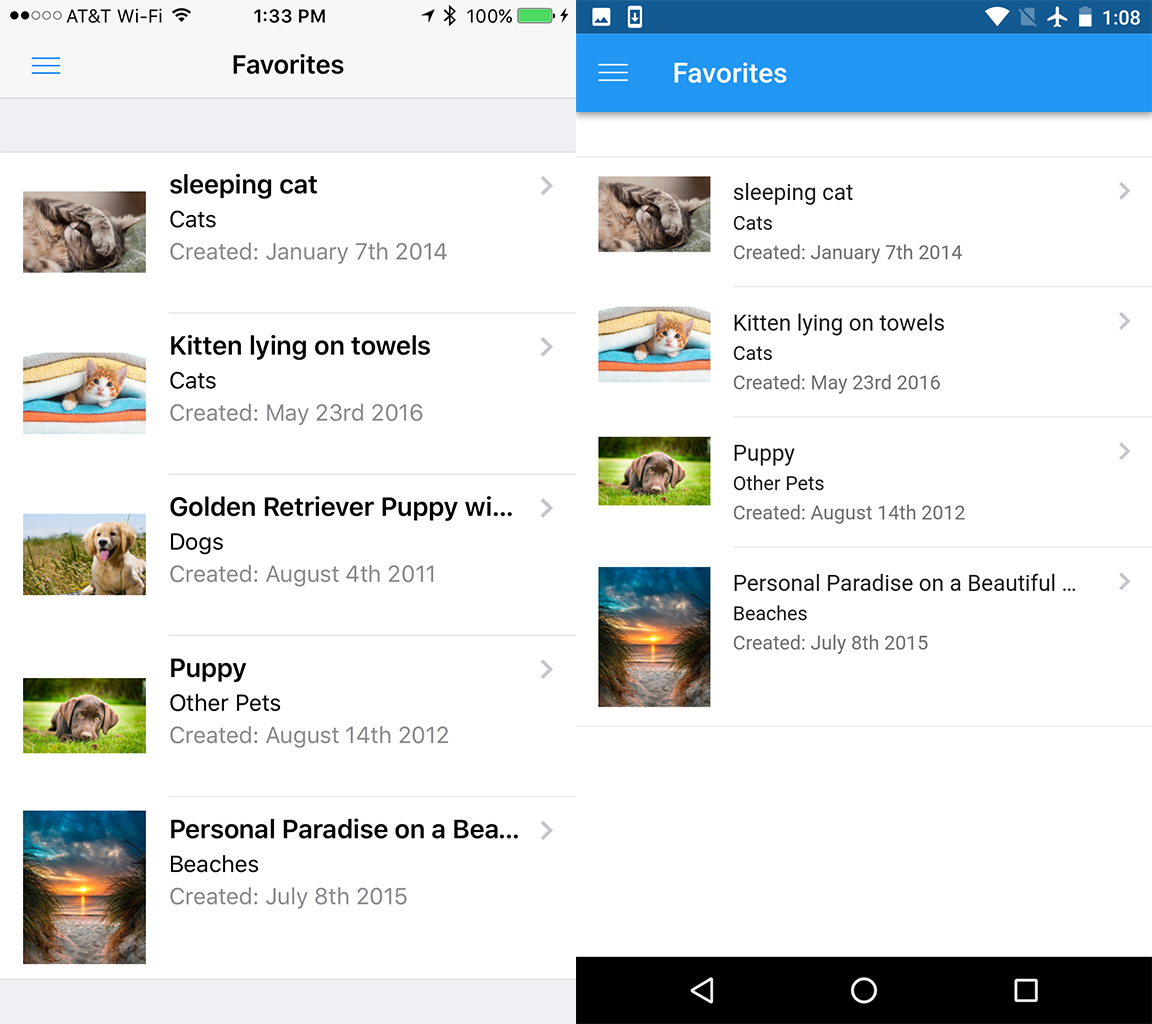 AT&T Wi-Fi 1:33 PM 100%
Favorites
sleeping cat
Cats
Created: January 7th 2014
Kitten lying on towels
Cats
Created: May 23rd 2016
Golden Retriever Puppy wi...
Dogs
Created: August 4th 2011
Puppy
Other Pets
Created: August 14th 2012
Personal Paradise on a Bea...
Beaches
Created: July 8th 2015
1:08
Favorites
sleeping cat
Cats
Created: January 7th 2014
Kitten lying on towels
Cats
Created: May 23rd 2016
Puppy
Other Pets
Created: August 14th 2012
Personal Paradise on a Beautiful ...
Beaches
Created: July 8th 2015